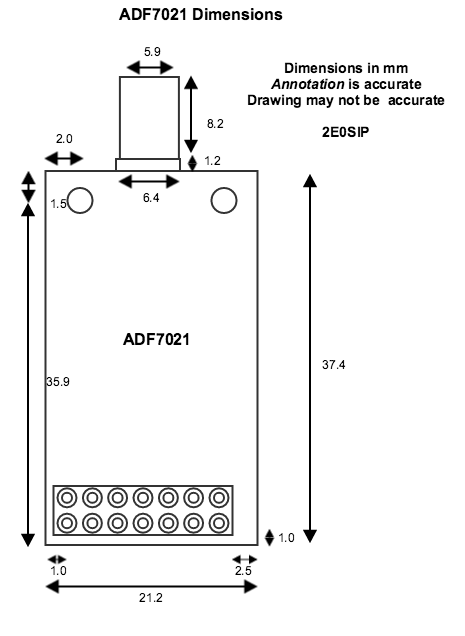 ADF7021 Dimensions
5.9
Dimensions in mm
Annotation is accurate
Drawing may not be accurate
8.2
2E0SIP
2.0
1.2
6.4
1.5
ADF7021
37.4
35.9
1.0
1.0
2.5
21.2